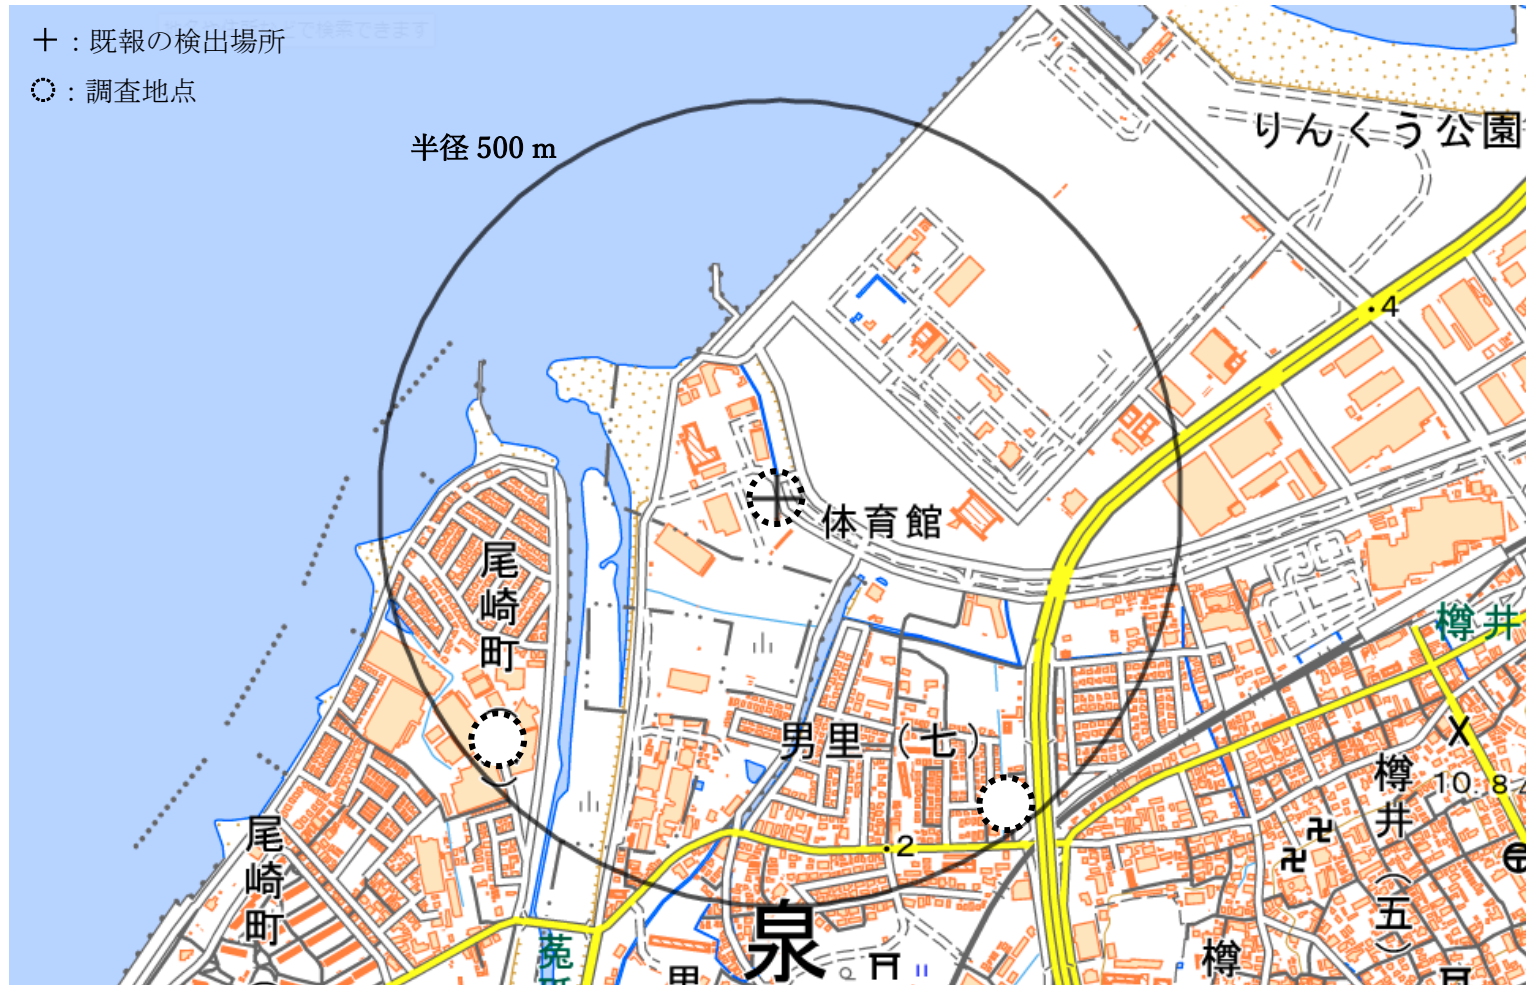 ＋：既報の検出場所
：調査地点
半径 500 m
りんくう公園
4
体育館
尾崎町
樽井
男里（七）
樽井（五）
10.8
2
尾崎町
泉
菟
男
樽